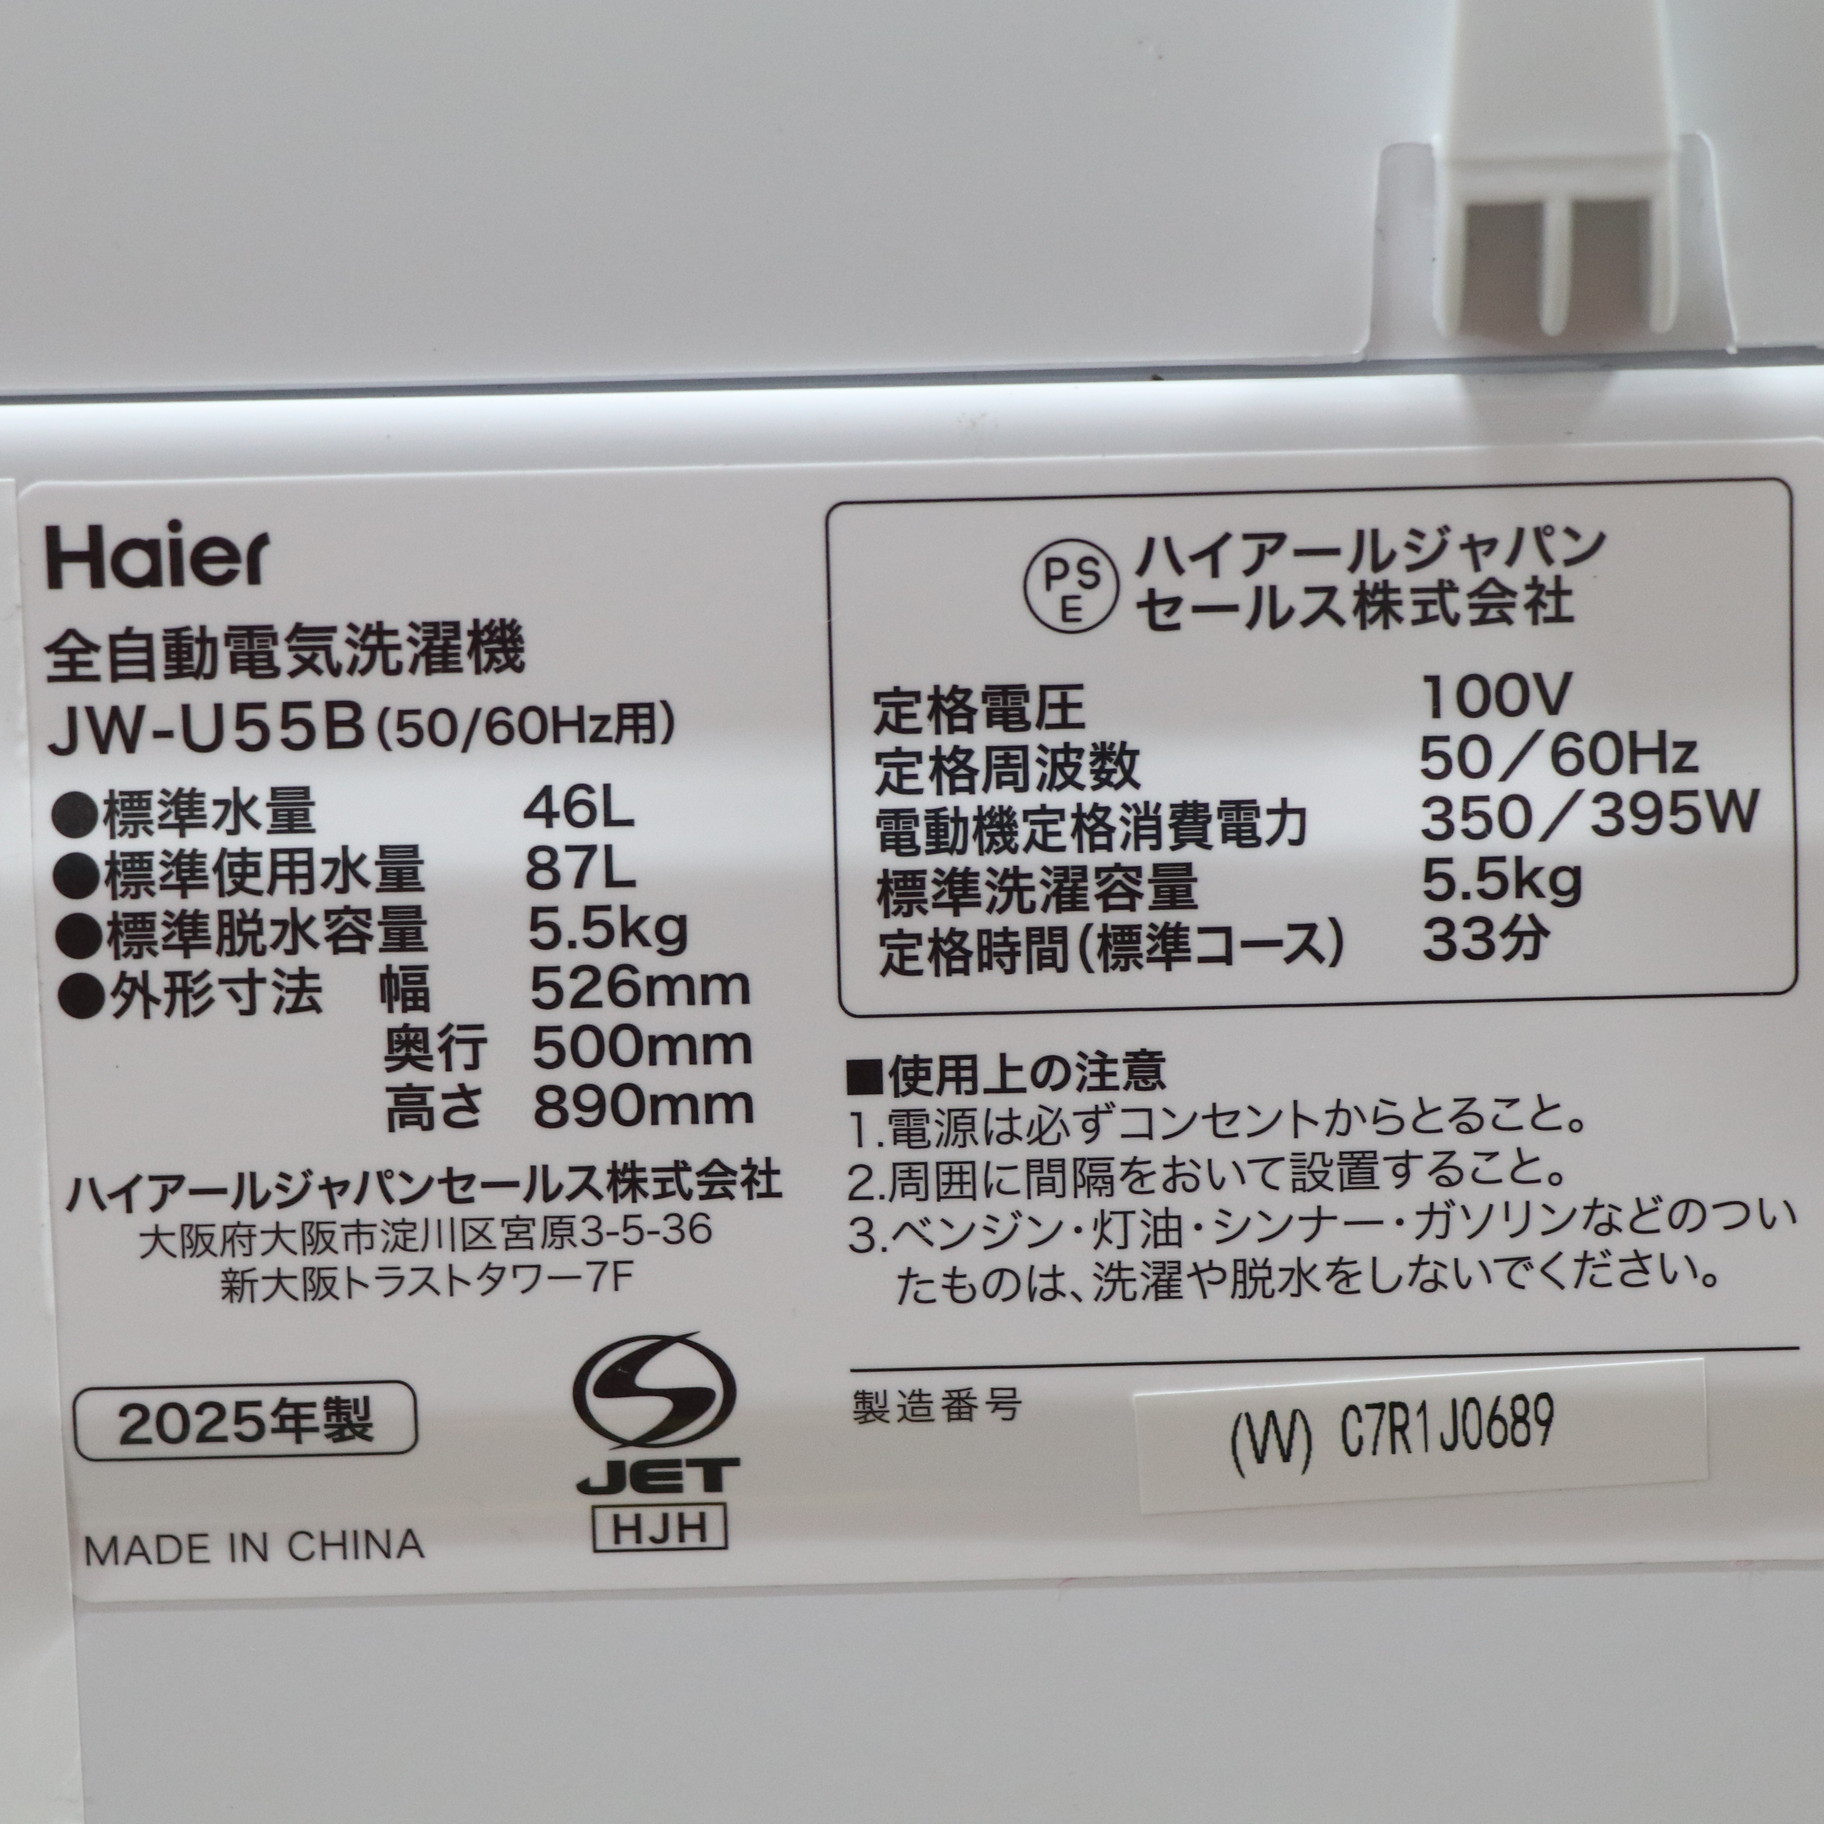 Haier
全自動電気洗濯機
JW-U55B(50/60Hz用)
●標準水量 46L
●標準使用水量 87L
●標準脱水容量 5.5kg
●外形寸法 幅 526mm
奥行 500mm
高さ 890mm
ハイアールジャパンセールス株式会社
大阪府大阪市淀川区宮原3-5-36
新大阪トラストタワー7F
2025年製
MADE IN CHINA
JET
HJH
PS
E
ハイアールジャパン
セールス株式会社
定格電圧 100V
定格周波数 50/60Hz
電動機定格消費電力 350/395W
標準洗濯容量 5.5kg
定格時間(標準コース) 33分
■使用上の注意
1.電源は必ずコンセントからとること。
2.周囲に間隔をおいて設置すること。
3.ベンジン・灯油・シンナー・ガソリンなどのつい
たものは、洗濯や脱水をしないでください。
製造番号 (W) C7R1J0689